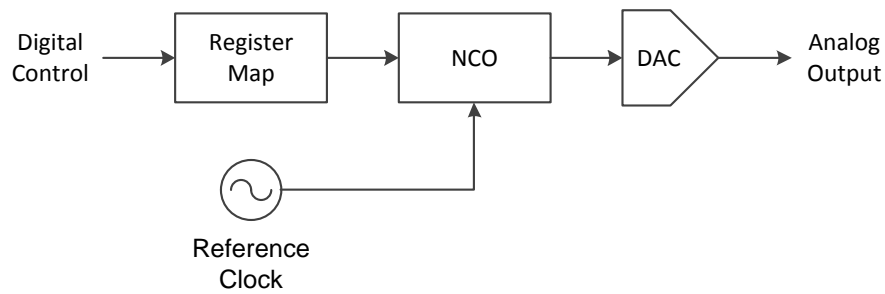 Digital
Control
Register
Map
NCO
DAC
Analog
Output
Reference
Clock